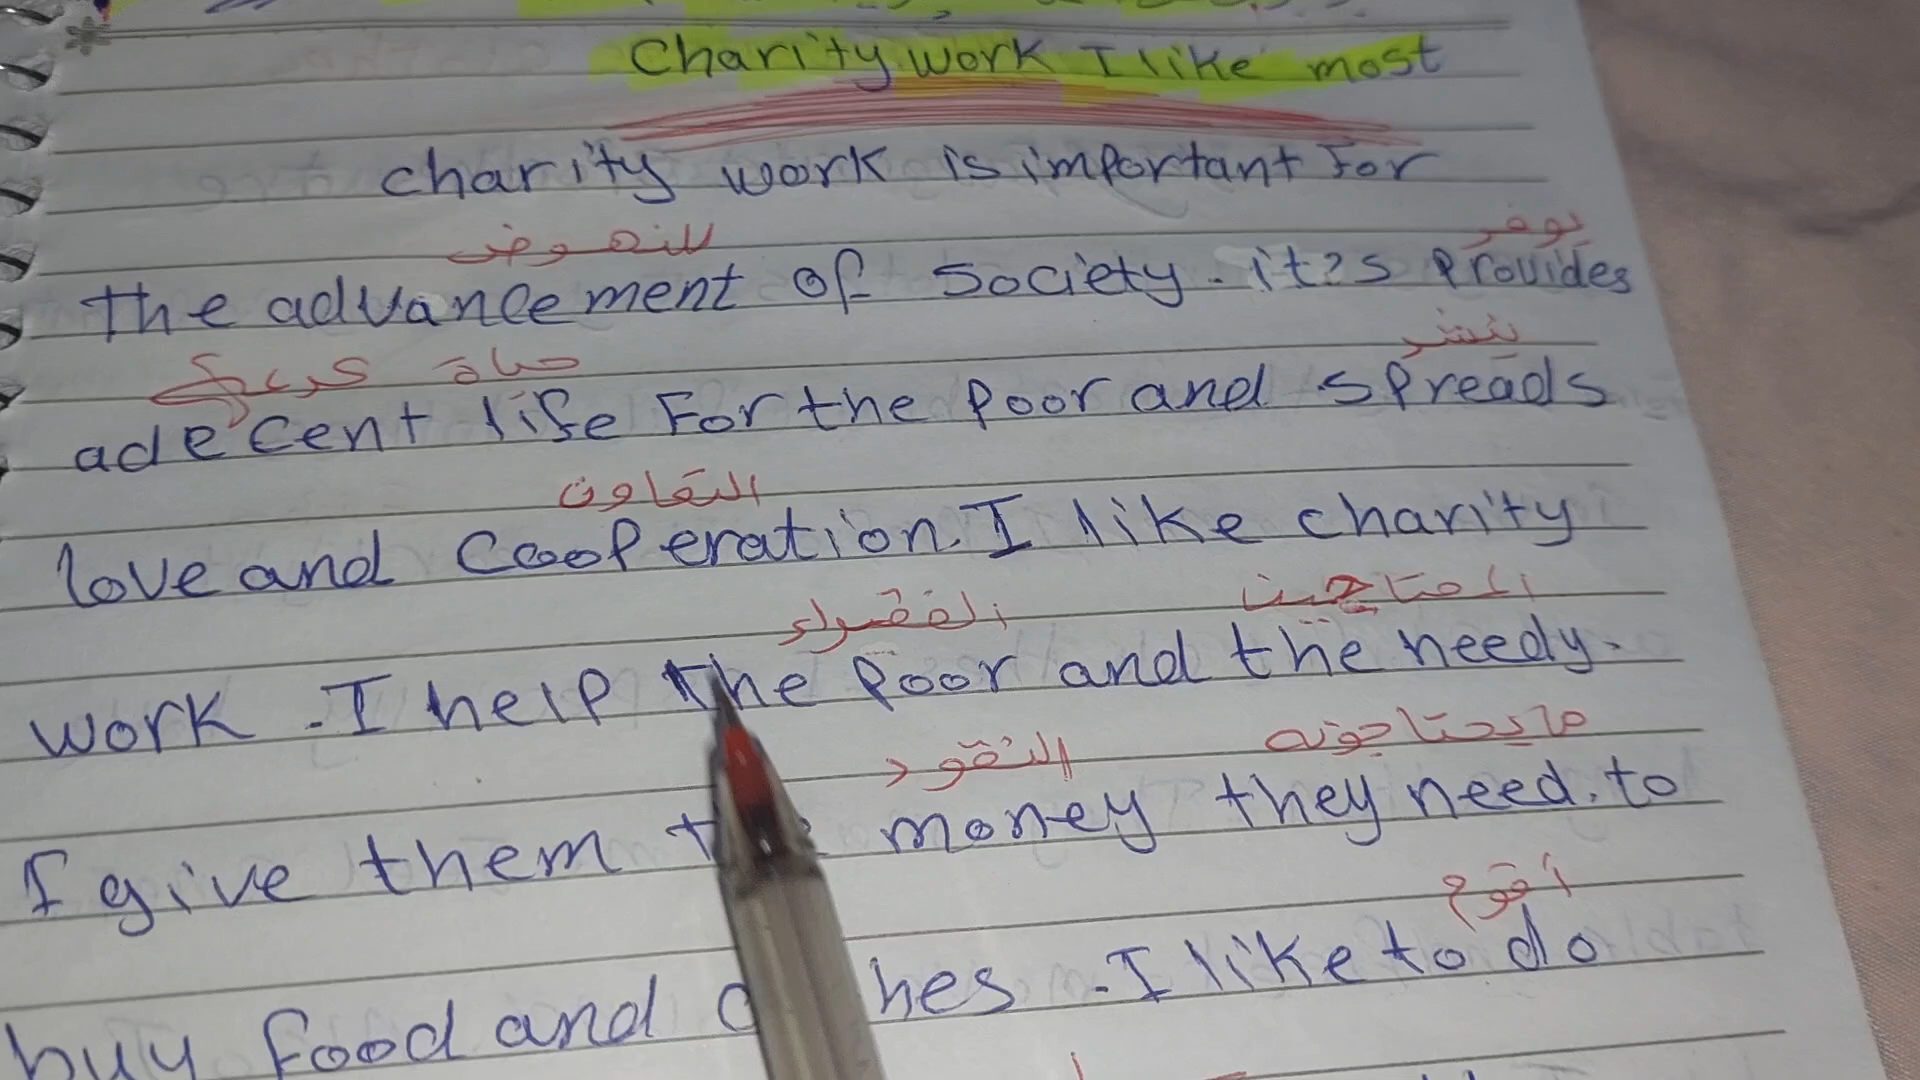 Charity work I like most
charity work is important For
للنهوض
يوفر
the advancement of society. it?s Provides
ينشر
حياة كريمة
adecent life For the Poor and spreads
التعاون
love and Cooperation. I like charity
الفقراء المحتاجين
work. I help the Poor and the needy.
النقود
ما يحتاجونه
I give them money they need. to
أقوم
buy food and I like to do